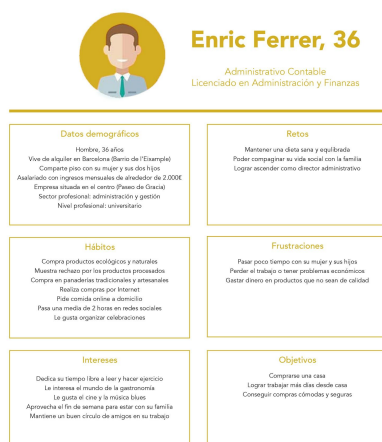 Enric Ferrer, 36
Administrativo Contable
Licenciado en Administración y Finanzas
Datos demográficos
Hombre, 36 años
Vive de alquiler en Barcelona (Barrio de l'Eixample)
Comparte piso con su mujer y sus dos hijos
Asalariado con ingresos mensuales de alrededor de 2.000€
Empresa situada en el centro (Paseo de Gracia)
Sector profesional: administración y gestión
Nivel profesional: universitario
Retos
Mantener una dieta sana y equlibrada
Poder compaginar su vida social con la familia
Lograr ascender como director administrativo
Hábitos
Compra productos ecológicos y naturales
Muestra rechazo por los productos procesados
Compra en panaderías tradicionales y artesanales
Realiza compras por Internet
Pide comida online a domicilio
Pasa una media de 2 horas en redes sociales
Le gusta organizar celebraciones
Frustraciones
Pasar poco tiempo con su mujer y sus hijos
Perder el trabajo o tener problemas económicos
Gastar dinero en productos que no sean de calidad
Intereses
Dedica su tiempo libre a leer y hacer ejercicio
Le interesa el mundo de la gastronomía
Le gusta el cine y la música blues
Aprovecha el fin de semana para estar con su familia
Mantiene un buen círculo de amigos en su trabajo
Objetivos
Comprarse una casa
Lograr trabajar más días desde casa
Conseguir compras cómodas y seguras